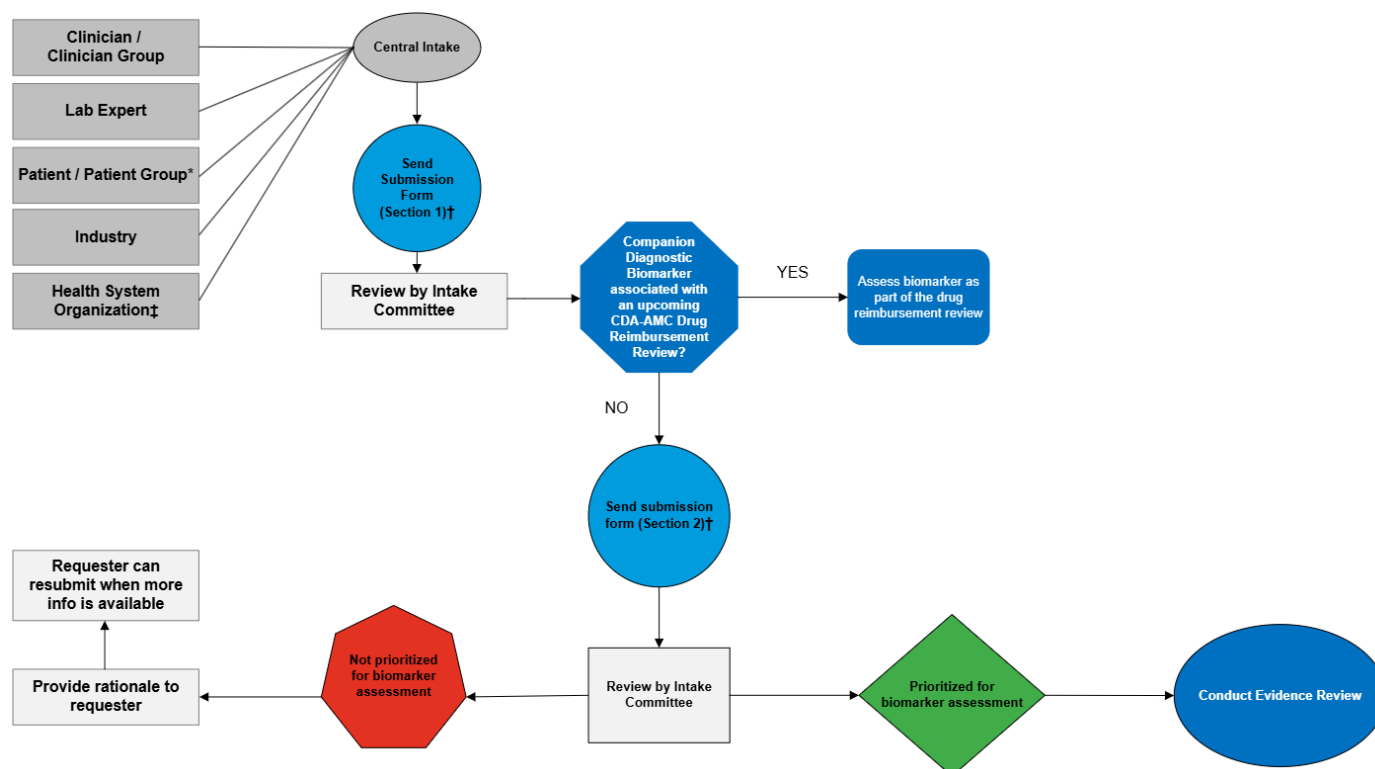 Clinician /
Clinician Group
Lab Expert
Patient / Patient Group*
Industry
Health System
Organization‡
Central Intake
Send
Submission
Form
(Section 1)†
Review by Intake
Committee
Companion
Diagnostic
Biomarker
associated with
an upcoming
CDA-AMC Drug
Reimbursement
Review?
YES
Assess biomarker as
part of the drug
reimbursement review
NO
Send submission
form (Section 2)†
Review by Intake
Committee
Not prioritized
for biomarker
assessment
Provide rationale to
requester
Requester can
resubmit when more
info is available
Prioritized for
biomarker assessment
Conduct Evidence Review